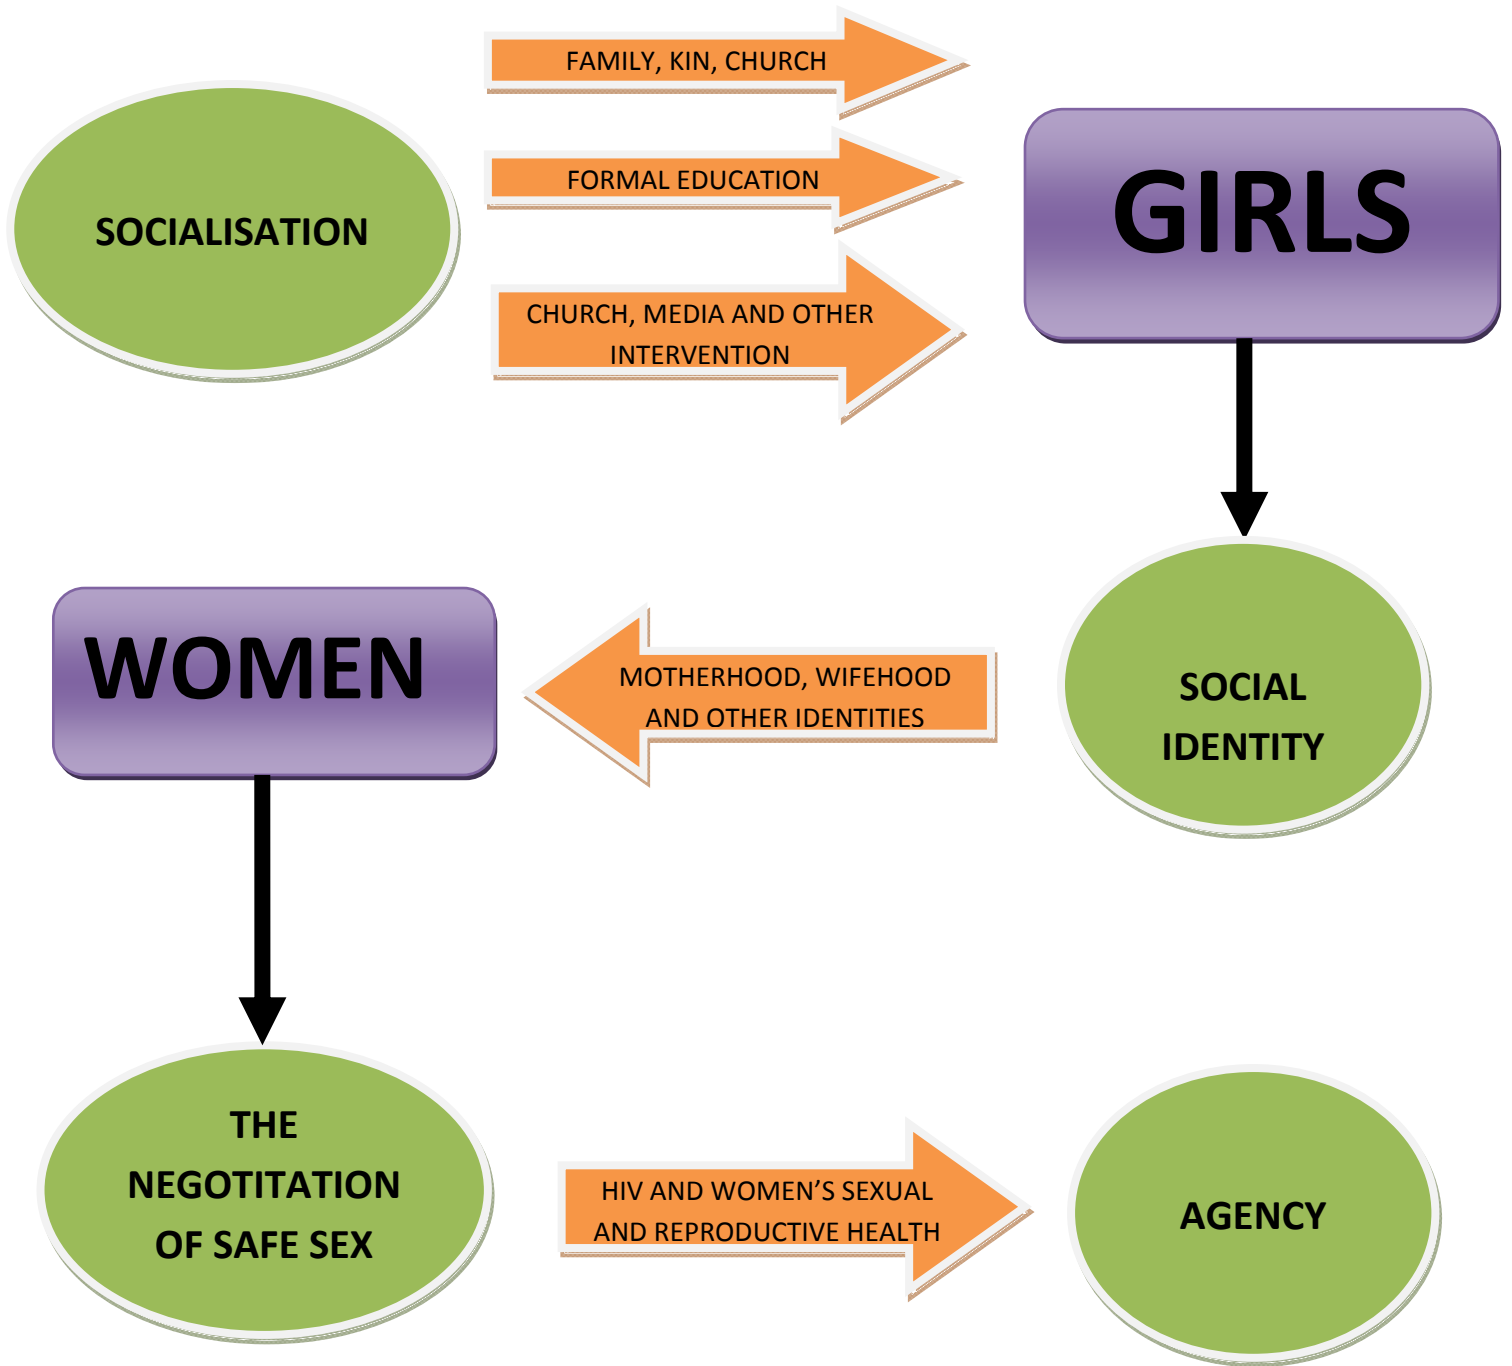 FAMILY, KIN, CHURCH
SOCIALISATION
FORMAL EDUCATION
CHURCH, MEDIA AND OTHER
INTERVENTION
GIRLS
WOMEN
MOTHERHOOD, WIFEHOOD
AND OTHER IDENTITIES
SOCIAL
IDENTITY
THE
NEGOTITATION
OF SAFE SEX
HIV AND WOMEN’S SEXUAL
AND REPRODUCTIVE HEALTH
AGENCY